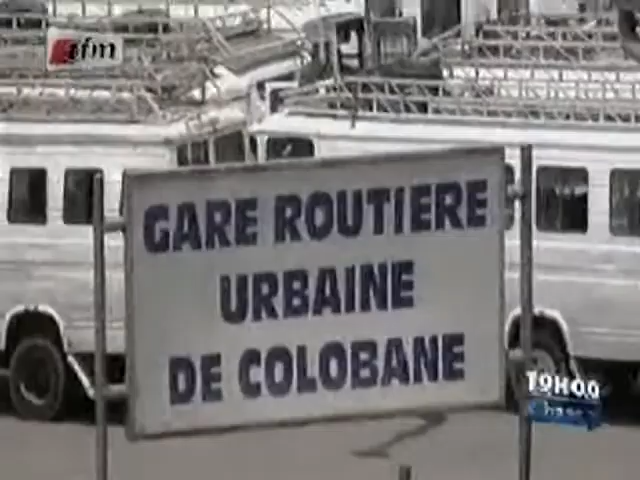 tfm
GARE ROUTIERE
URBAINE
DE COLOBANE
19H00